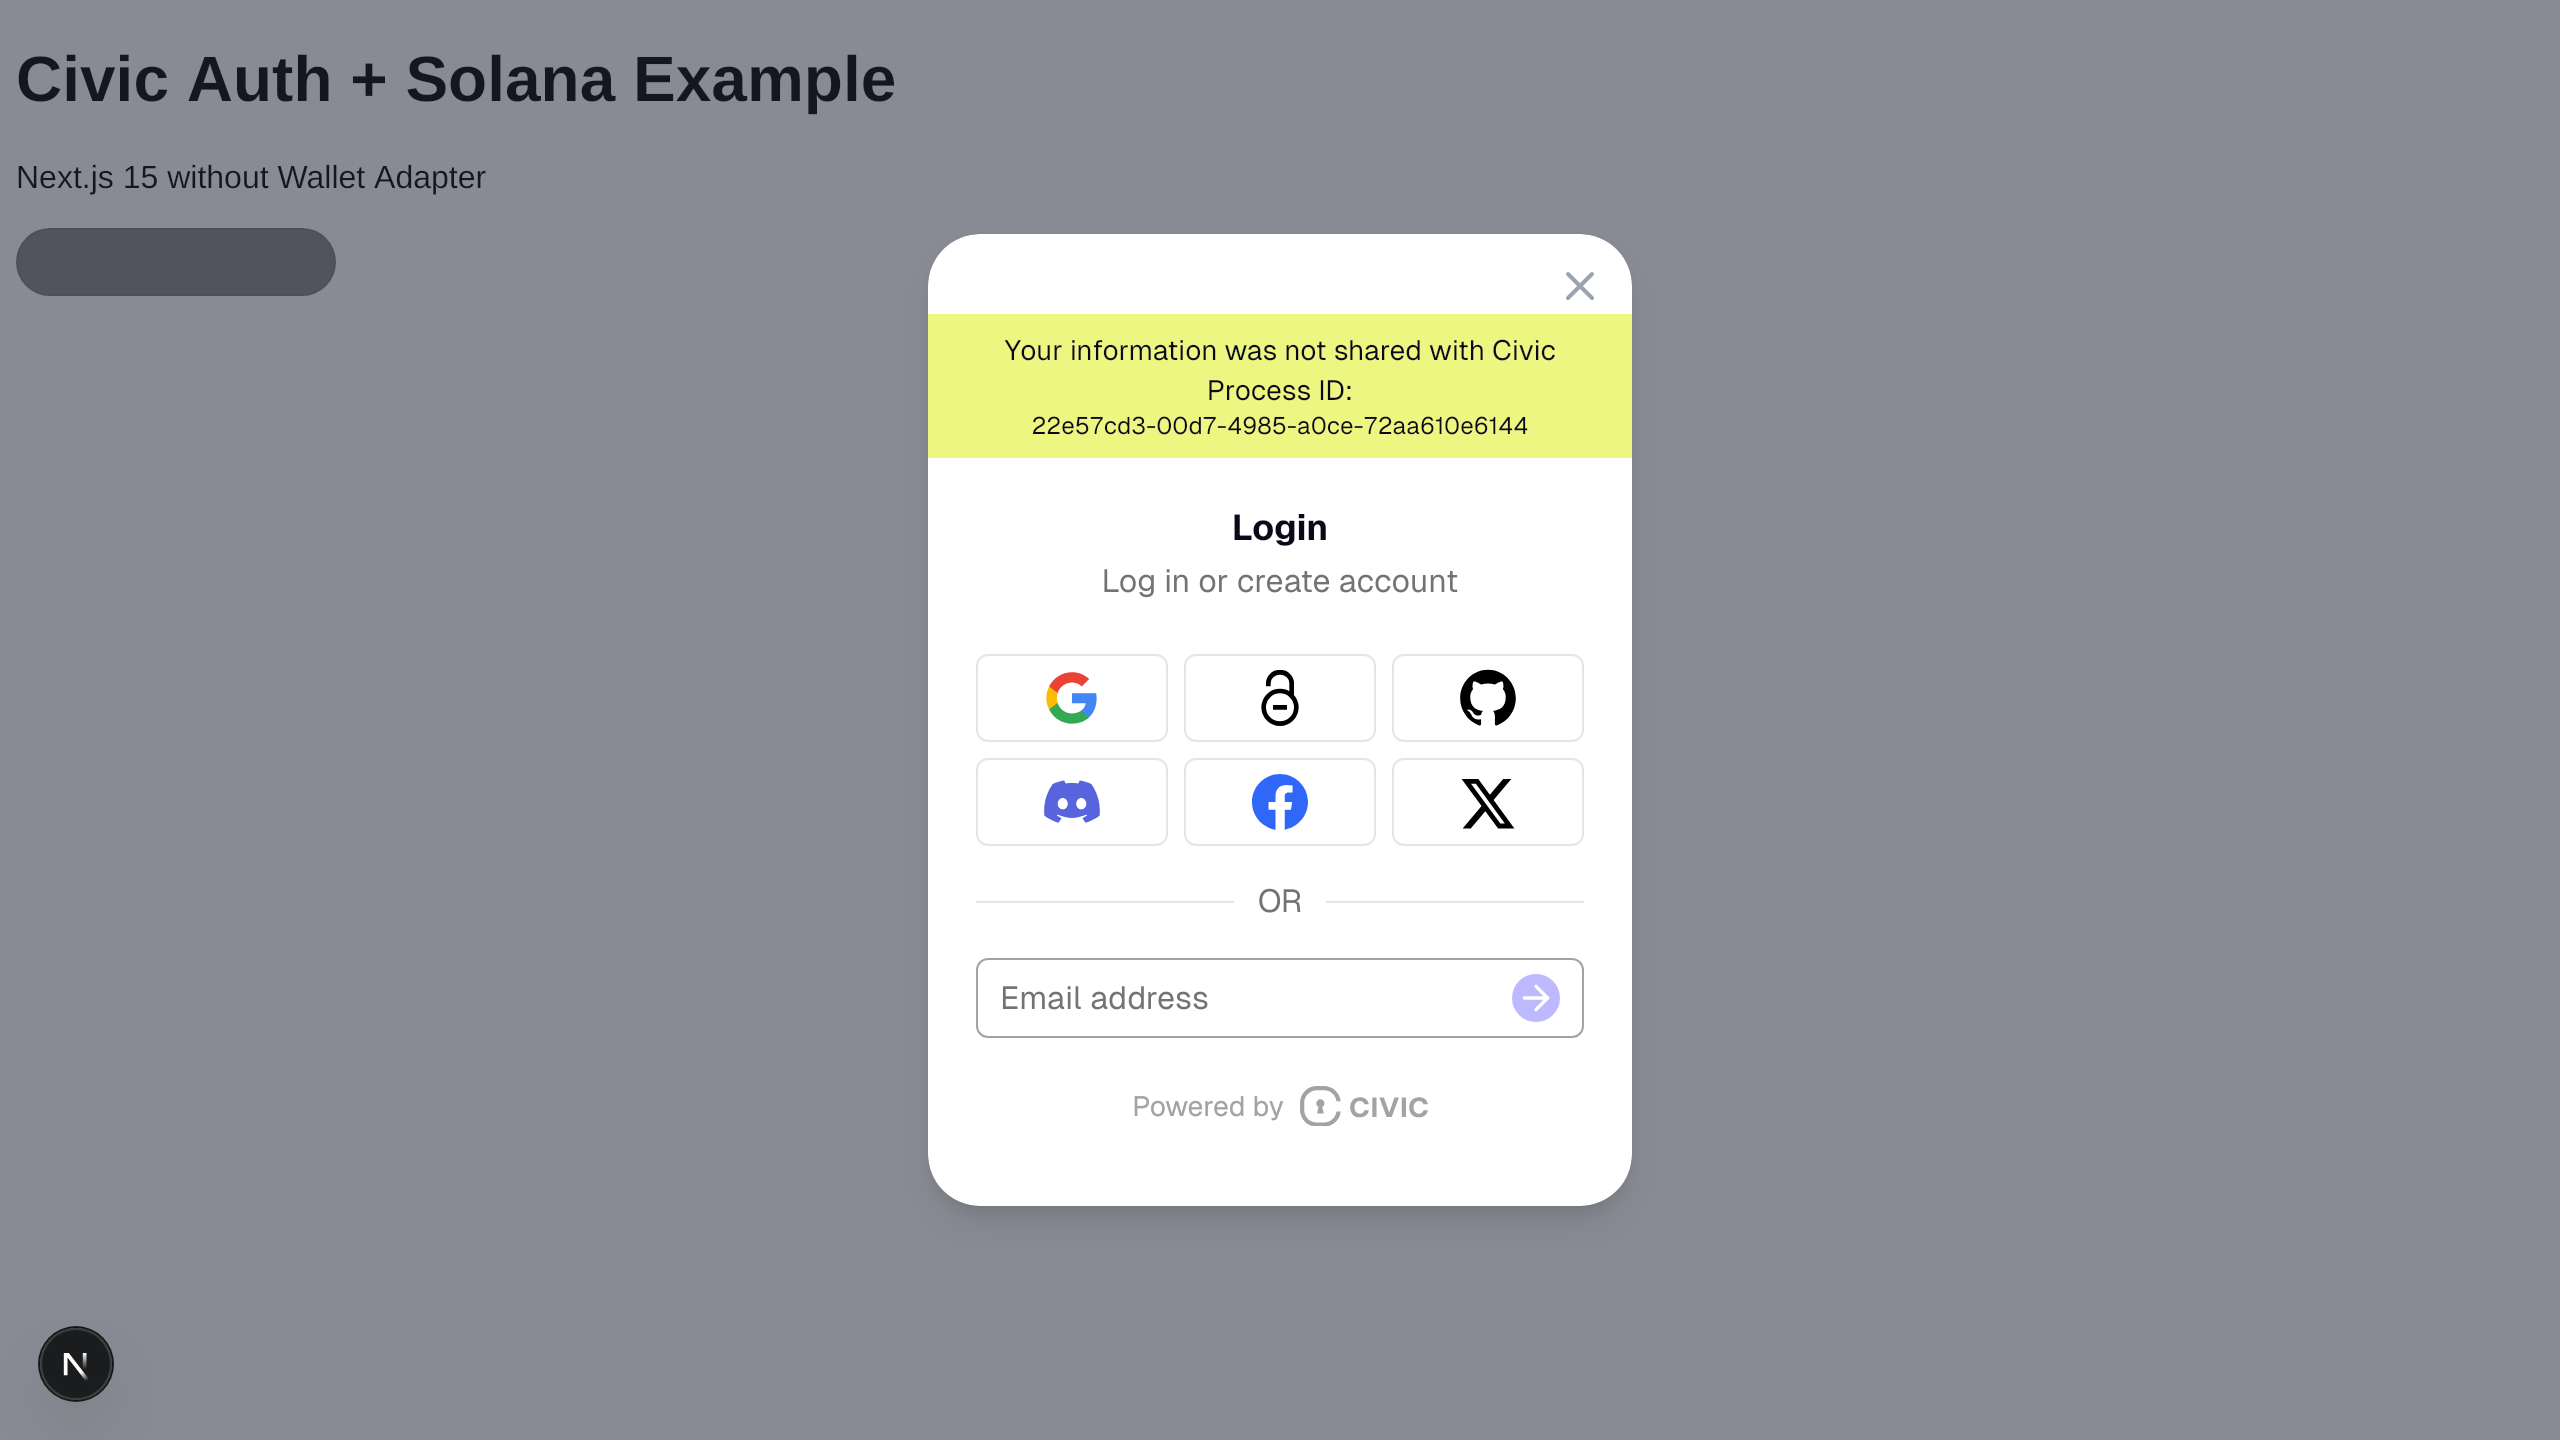 Civic Auth + Solana Example
Next.js 15 without Wallet Adapter
Your information was not shared with Civic
Process ID:
22e57cd3-00d7-4985-a0ce-72aa610e6144
Login
Log in or create account
OR
Email address
Powered by CIVIC
N